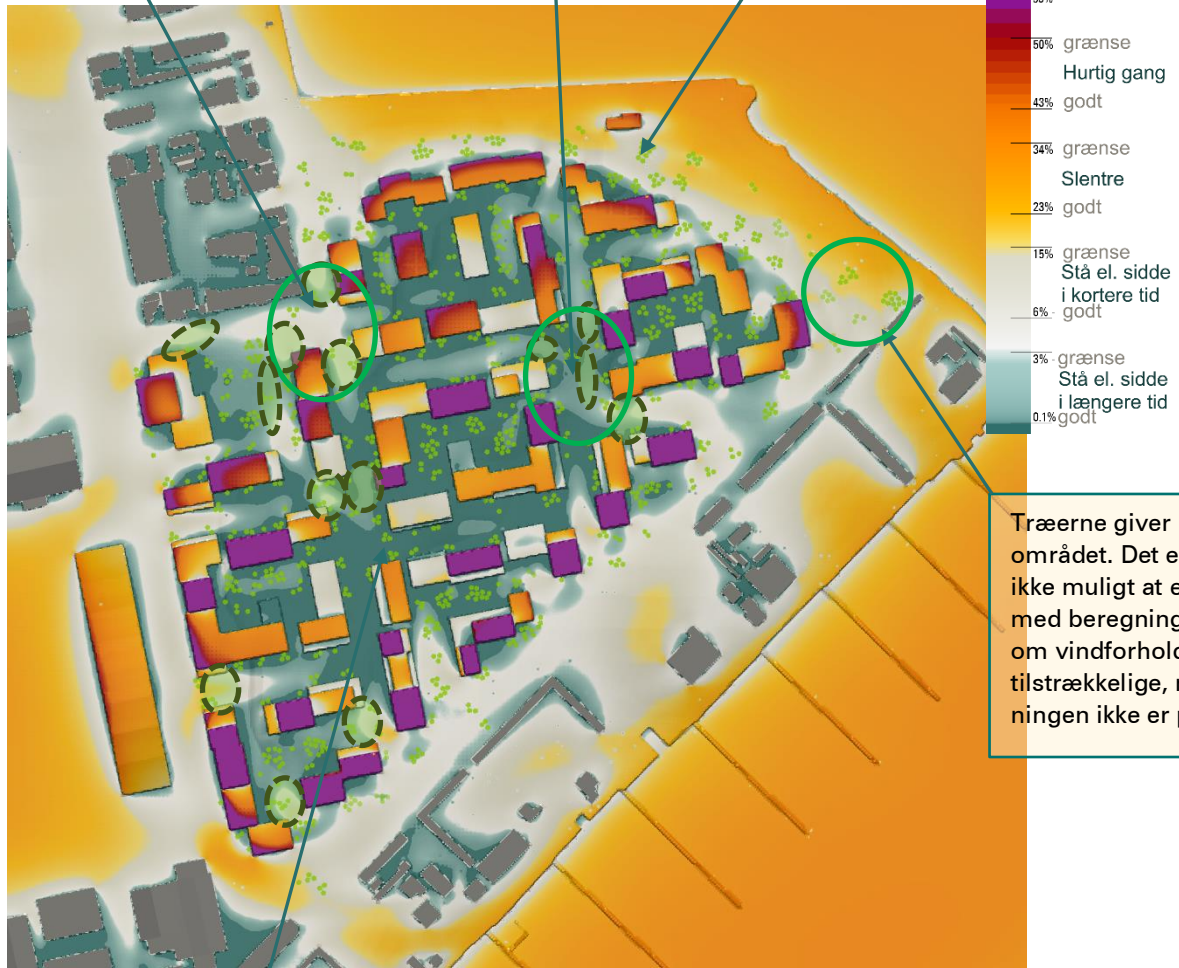 50% grænse
Hurtig gang
43% godt
34% grænse
Slentre
23% godt
15% grænse
Stå el. sidde
i kortere tid
6% godt
3% grænse
Stå el. sidde
i længere tid
0.1% godt
Træerne giver
området. Det e
ikke muligt at e
med beregning
om vindforhold
tilstrækkelige, n
ningen ikke er p